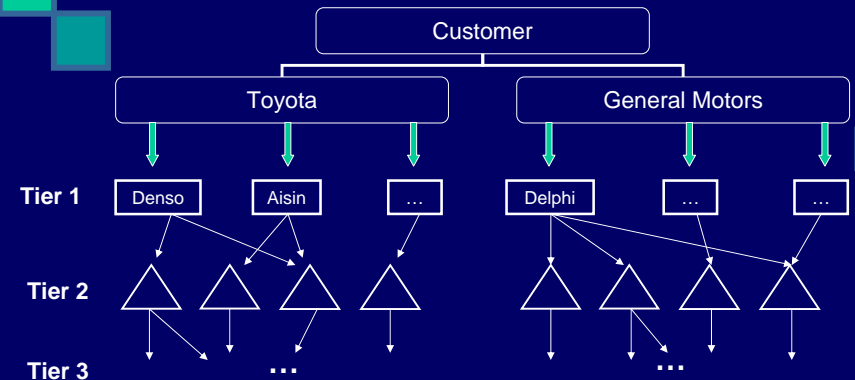 Customer
Toyota
General Motors
Tier 1
Denso
Aisin
...
Delphi
...
...
Tier 2
Tier 3
...
...